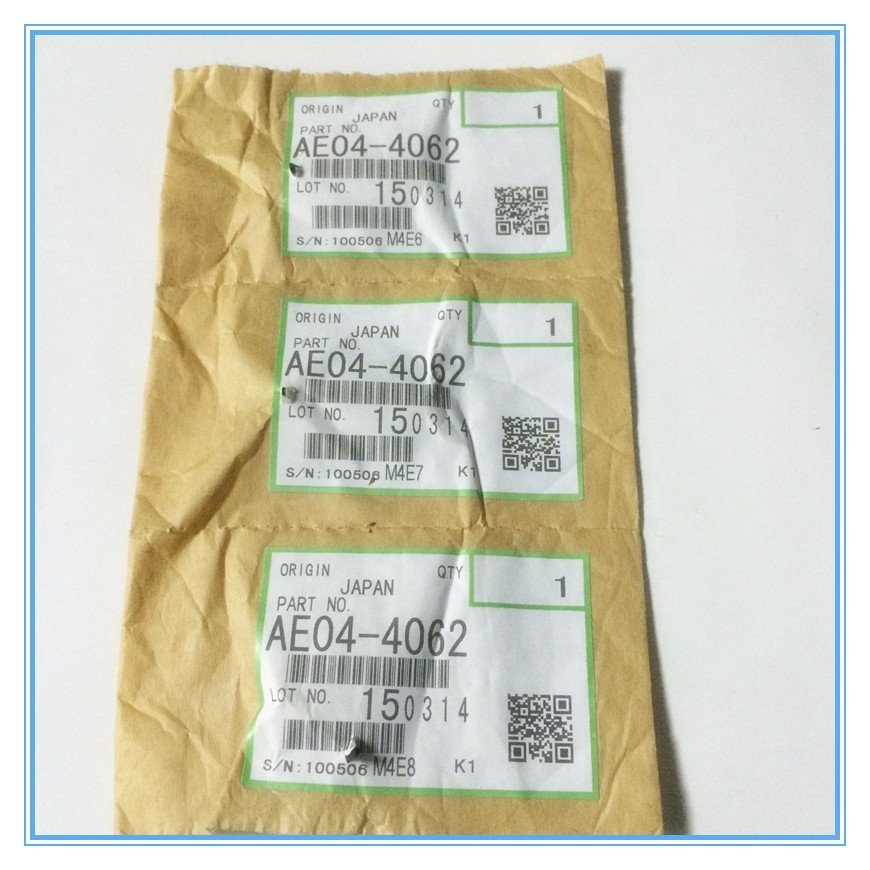 ORIGIN QTY 1
JAPAN
PART NO.
AE04-4062
LOT NO. 150314
S/N:100506 M4E6 K1
ORIGIN QTY 1
JAPAN
PART NO.
AE04-4062
LOT NO. 150314
S/N:100506 M4E7 K1
ORIGIN QTY 1
JAPAN
PART NO.
AE04-4062
LOT NO. 150314
S/N:100506 M4E8 K1